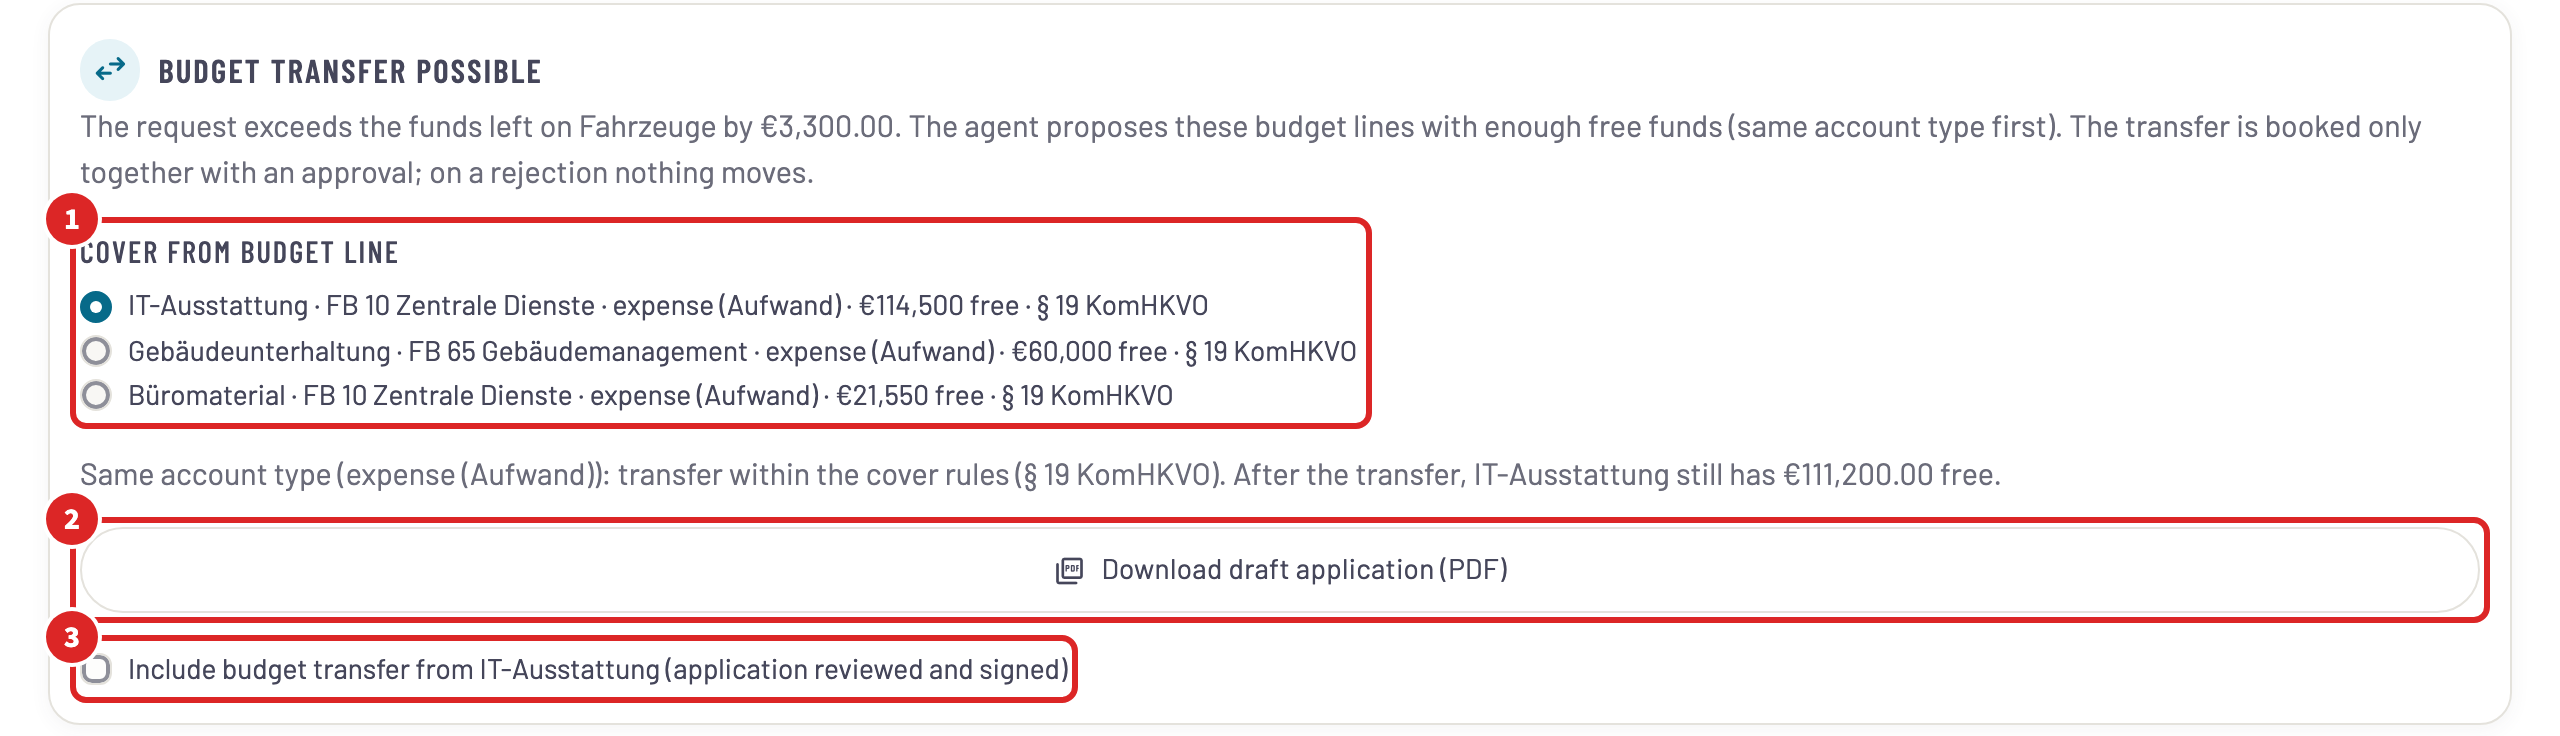 BUDGET TRANSFER POSSIBLE
The request exceeds the funds left on Fahrzeuge by €3,300.00. The agent proposes these budget lines with enough free funds (same account type first). The transfer is booked only
together with an approval; on a rejection nothing moves.
1
COVER FROM BUDGET LINE
IT-Ausstattung · FB 10 Zentrale Dienste · expense (Aufwand) · €114,500 free · § 19 KomHKVO
Gebäudeunterhaltung · FB 65 Gebäudemanagement · expense (Aufwand) · €60,000 free · § 19 KomHKVO
Büromaterial · FB 10 Zentrale Dienste · expense (Aufwand) · €21,550 free · § 19 KomHKVO
Same account type (expense (Aufwand)): transfer within the cover rules (§ 19 KomHKVO). After the transfer, IT-Ausstattung still has €111,200.00 free.
2
PDF Download draft application (PDF)
3
Include budget transfer from IT-Ausstattung (application reviewed and signed)